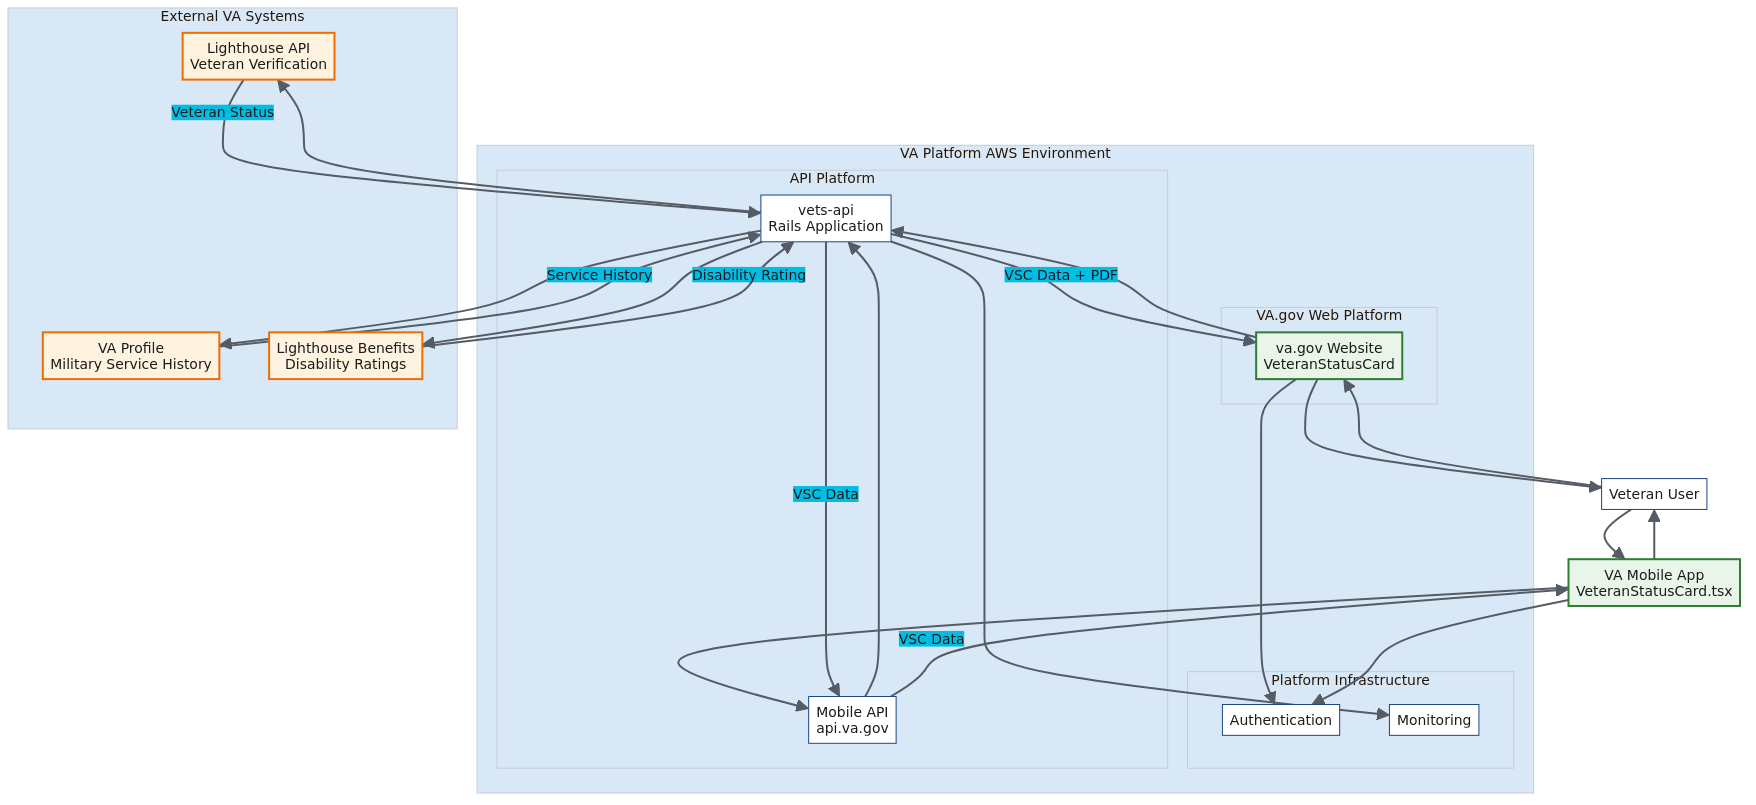 External VA Systems
Lighthouse API
Veteran Verification
Veteran Status
VA Platform AWS Environment
API Platform
vets-api
Rails Application
Service History
Disability Rating
VSC Data + PDF
VA.gov Web Platform
VA Profile
Military Service History
Lighthouse Benefits
Disability Ratings
va.gov Website
VeteranStatusCard
VSC Data
Veteran User
VA Mobile App
VeteranStatusCard.tsx
VSC Data
Platform Infrastructure
Mobile API
api.va.gov
Authentication
Monitoring